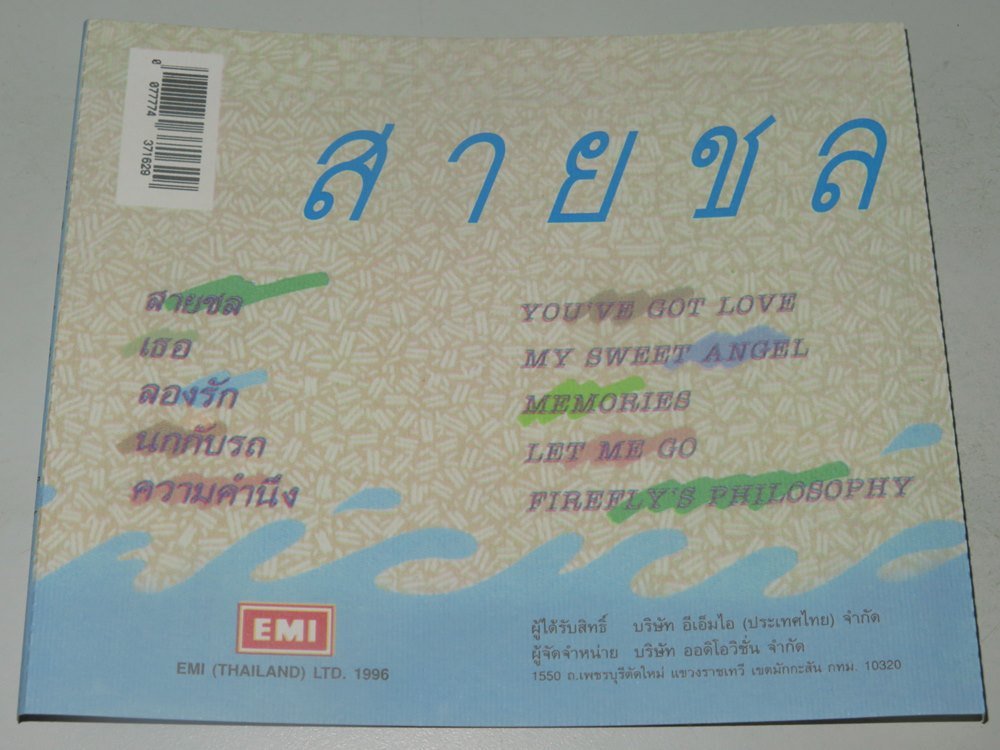 0 077774 371629
สายชล
สายชล
เธอ
ลองรัก
นกกับรถ
ความคำนึง
YOU'VE GOT LOVE
MY SWEET ANGEL
MEMORIES
LET ME GO
FIREFLY'S PHILOSOPHY
EMI
EMI (THAILAND) LTD. 1996
ผู้ได้รับสิทธิ์ บริษัท อีเอ็มไอ (ประเทศไทย) จำกัด
ผู้จัดจำหน่าย บริษัท ออดิโอวิชั่น จำกัด
1550 ถ.เพชรบุรีตัดใหม่ แขวงราชเทวี เขตมักกะสัน กทม. 10320